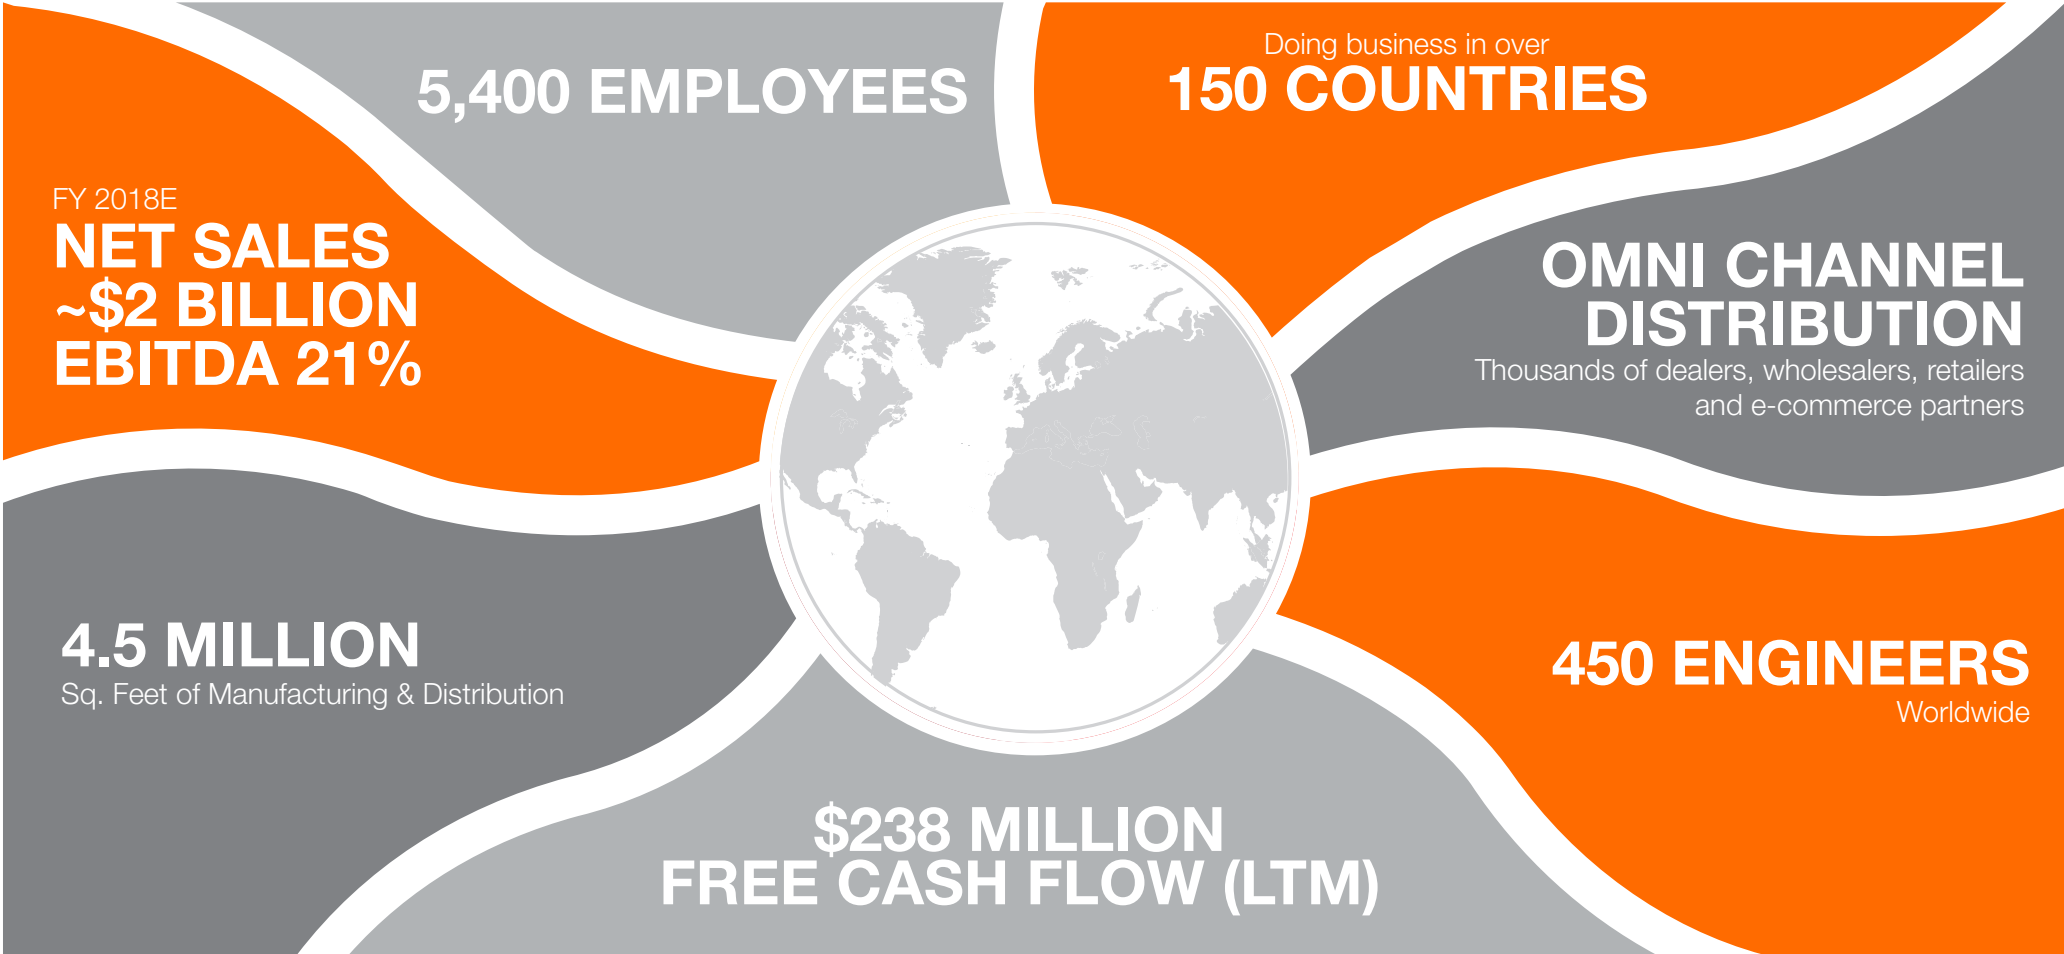 5,400 EMPLOYEES
Doing business in over
150 COUNTRIES
FY 2018E
NET SALES
~$2 BILLION
EBITDA 21%
OMNI CHANNEL
DISTRIBUTION
Thousands of dealers, wholesalers, retailers
and e-commerce partners
4.5 MILLION
Sq. Feet of Manufacturing & Distribution
450 ENGINEERS
Worldwide
$238 MILLION
FREE CASH FLOW (LTM)